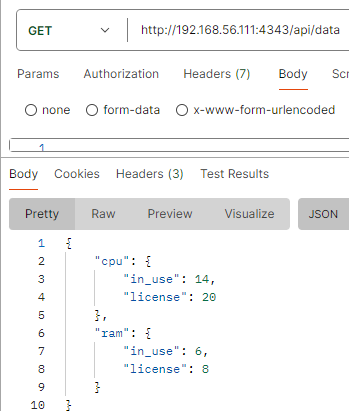 GET http://192.168.56.111:4343/api/data
Params Authorization Headers (7) Body
none form-data x-www-form-urlencoded
Body Cookies Headers (3) Test Results
Pretty Raw Preview Visualize JSON
1 {
2 "cpu": {
3 "in_use": 14,
4 "license": 20
5 },
6 "ram": {
7 "in_use": 6,
8 "license": 8
9 }
10 }